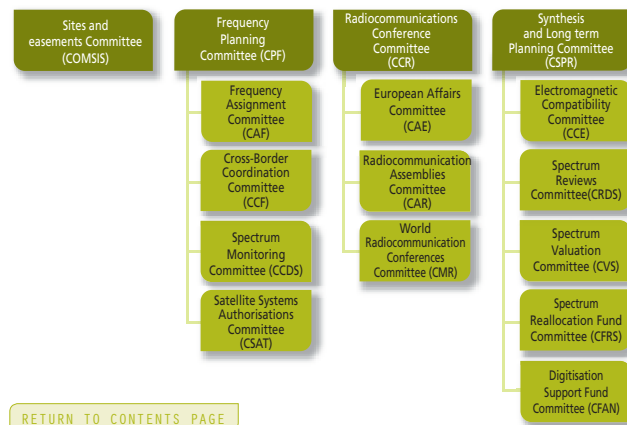 Sites and
easements Committee
(COMSIS)
Frequency
Planning
Committee (CPF)
Frequency
Assignment
Committee
(CAF)
Cross-Border
Coordination
Committee
(CCF)
Spectrum
Monitoring
Committee (CCDS)
Satellite Systems
Authorisations
Committee
(CSAT)
Radiocommunications
Conference
Committee
(CCR)
European Affairs
Committee
(CAE)
Radiocommunication
Assemblies
Committee
(CAR)
World
Radiocommunication
Conferences
Committee (CMR)
Synthesis
and Long term
Planning Committee
(CSPR)
Electromagnetic
Compatibility
Committee
(CCE)
Spectrum
Reviews
Committee(CRDS)
Spectrum
Valuation
Committee (CVS)
Spectrum
Reallocation Fund
Committee (CFRS)
Digitisation
Support Fund
Committee (CFAN)
RETURN TO CONTENTS PAGE